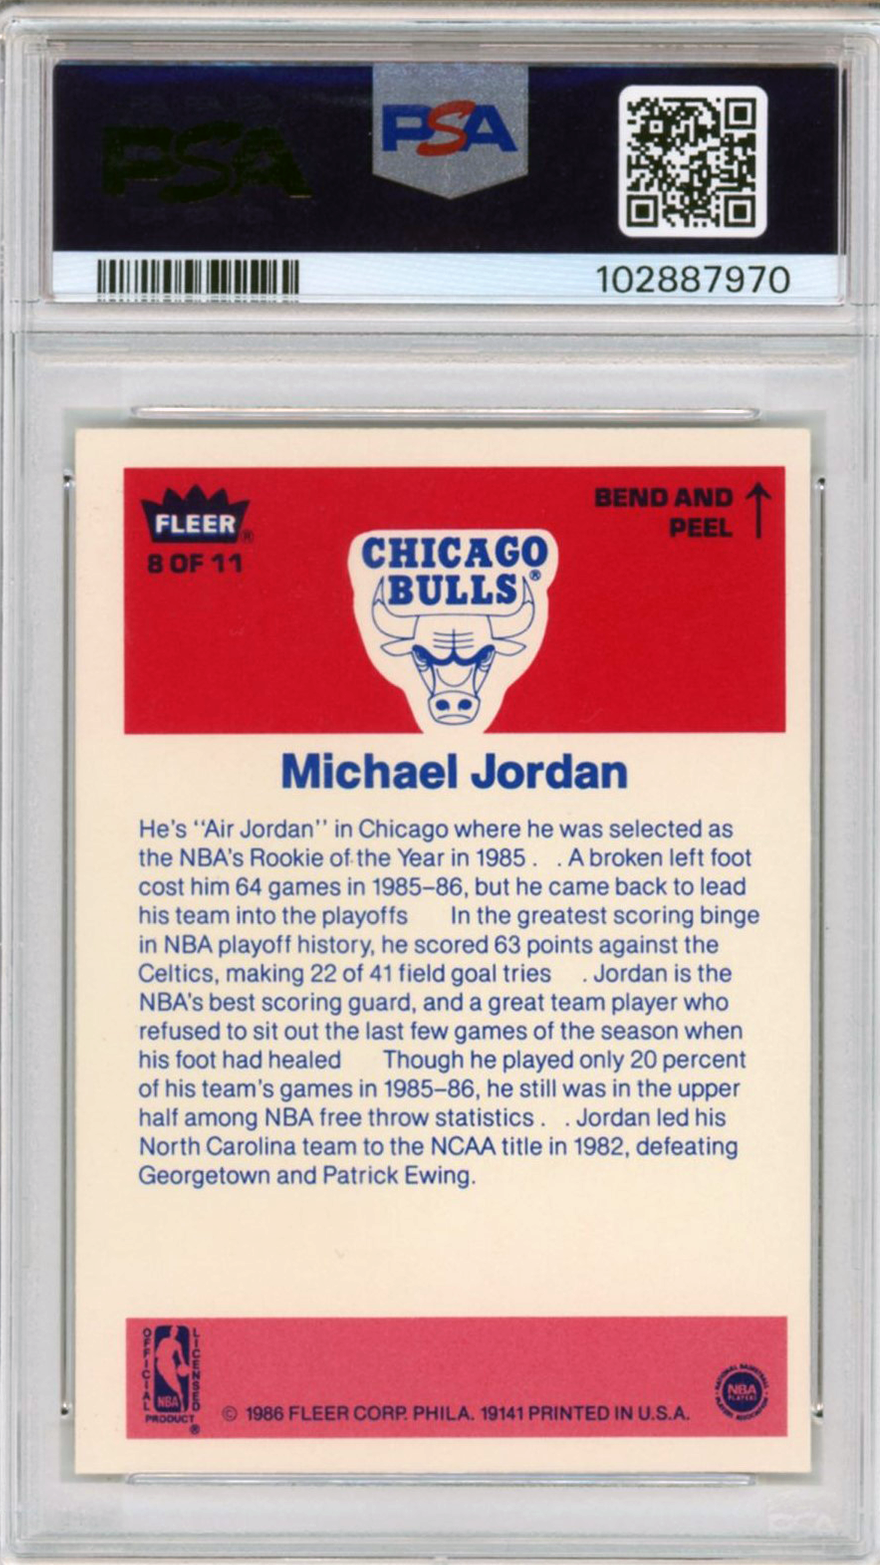 PSA
PSA
102887970
FLEER®
8 OF 11
BEND AND
PEEL
CHICAGO
BULLS®
Michael Jordan
He's "Air Jordan" in Chicago where he was selected as
the NBA's Rookie of the Year in 1985 . . A broken left foot
cost him 64 games in 1985–86, but he came back to lead
his team into the playoffs In the greatest scoring binge
in NBA playoff history, he scored 63 points against the
Celtics, making 22 of 41 field goal tries . Jordan is the
NBA's best scoring guard, and a great team player who
refused to sit out the last few games of the season when
his foot had healed Though he played only 20 percent
of his team's games in 1985–86, he still was in the upper
half among NBA free throw statistics . . Jordan led his
North Carolina team to the NCAA title in 1982, defeating
Georgetown and Patrick Ewing.
OFFICIAL
LICENSED
NBA
PRODUCT ®
© 1986 FLEER CORP. PHILA. 19141 PRINTED IN U.S.A.
NATIONAL BASKETBALL
NBA
PLAYERS
PLAYERS ASSOCIATION
PSA